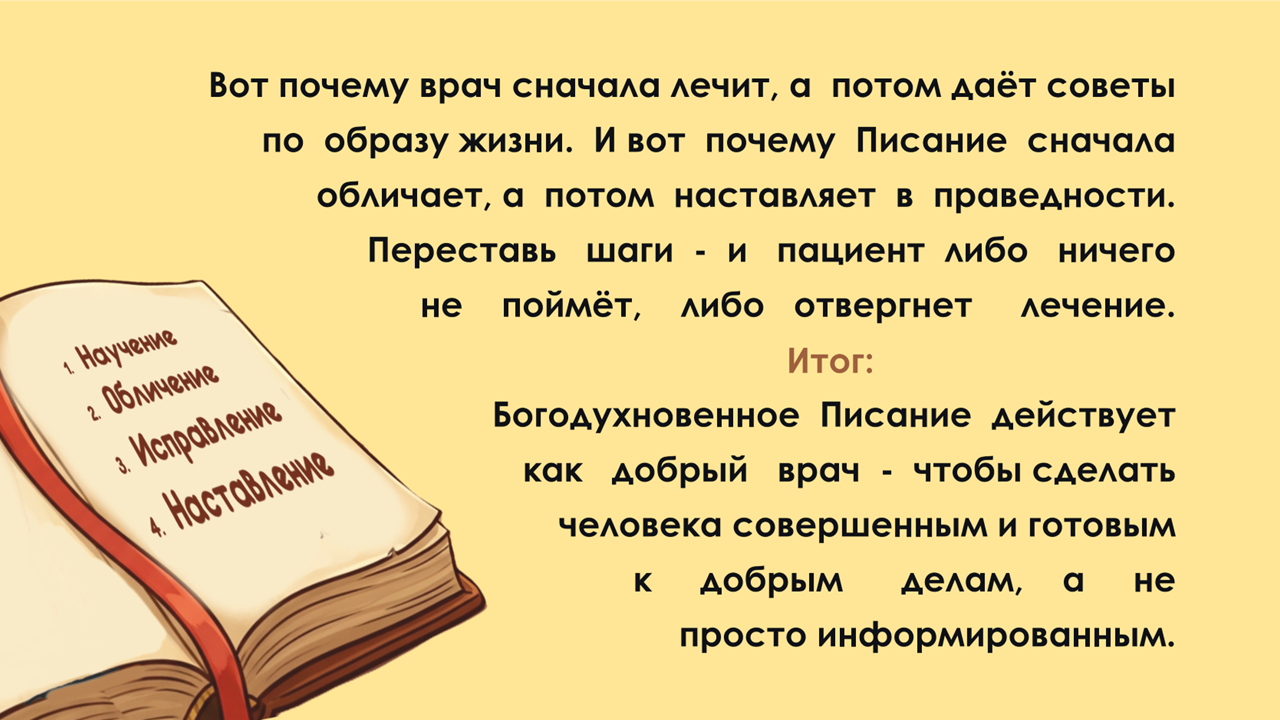 Вот почему врач сначала лечит, а потом даёт советы
по образу жизни. И вот почему Писание сначала
обличает, а потом наставляет в праведности.
Переставь шаги - и пациент либо ничего
не поймёт, либо отвергнет лечение.
Итог:
Богодухновенное Писание действует
как добрый врач - чтобы сделать
человека совершенным и готовым
к добрым делам, а не
просто информированным.
1. Научение
2. Обличение
3. Исправление
4. Наставление